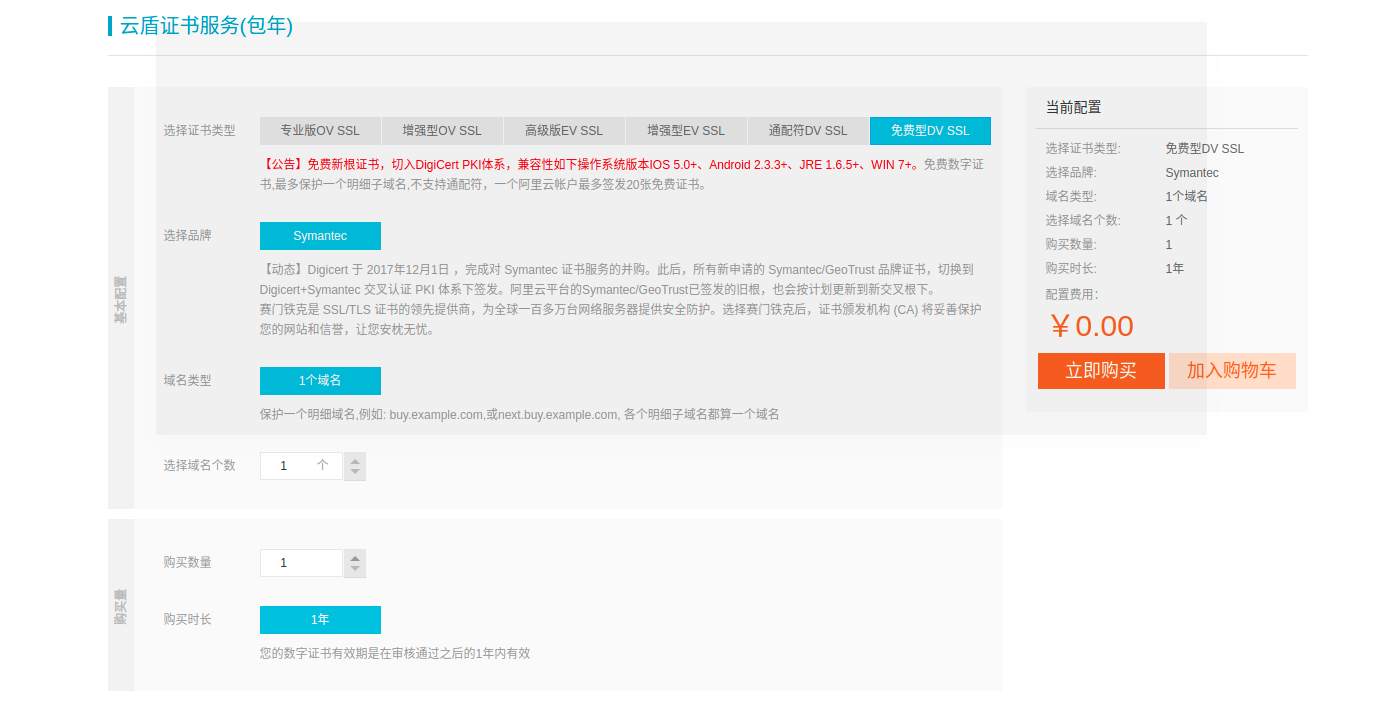 云盾证书服务(包年)
基本配置
选择证书类型
专业版OV SSL
增强型OV SSL
高级版EV SSL
增强型EV SSL
通配符DV SSL
免费型DV SSL
【公告】免费新根证书，切入DigiCert PKI体系，兼容性如下操作系统版本IOS 5.0+、Android 2.3.3+、JRE 1.6.5+、WIN 7+。免费数字证
书,最多保护一个明细子域名,不支持通配符，一个阿里云帐户最多签发20张免费证书。
选择品牌
Symantec
【动态】Digicert 于 2017年12月1日 ，完成对 Symantec 证书服务的并购。此后，所有新申请的 Symantec/GeoTrust 品牌证书，切换到
Digicert+Symantec 交叉认证 PKI 体系下签发。阿里云平台的Symantec/GeoTrust已签发的旧根，也会按计划更新到新交叉根下。
赛门铁克是 SSL/TLS 证书的领先提供商，为全球一百多万台网络服务器提供安全防护。选择赛门铁克后，证书颁发机构 (CA) 将妥善保护
您的网站和信誉，让您安枕无忧。
域名类型
1个域名
保护一个明细域名,例如: buy.example.com,或next.buy.example.com, 各个明细子域名都算一个域名
选择域名个数
1 个
购买量
购买数量
1
购买时长
1年
您的数字证书有效期是在审核通过之后的1年内有效
当前配置
选择证书类型: 免费型DV SSL
选择品牌: Symantec
域名类型: 1个域名
选择域名个数: 1 个
购买数量: 1
购买时长: 1年
配置费用：
￥0.00
立即购买
加入购物车